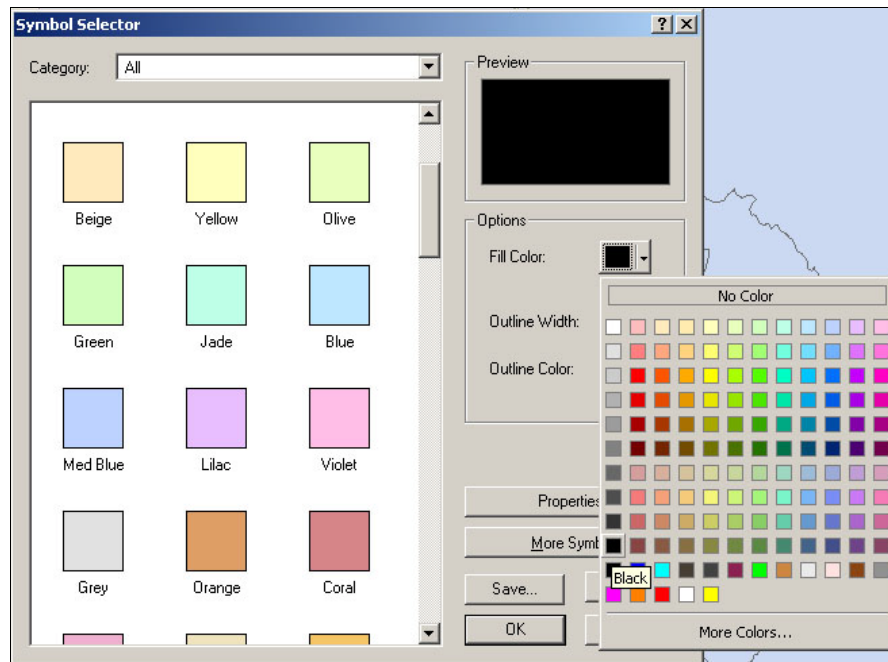 Symbol Selector
Category: All
Beige Yellow Olive
Green Jade Blue
Med Blue Lilac Violet
Grey Orange Coral
Preview
Options
Fill Color:
Outline Width:
Outline Color:
Properties
More Symb
Save...
OK
No Color
Black
More Colors...